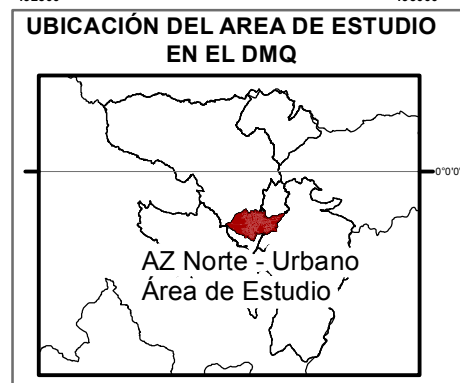 UBICACIÓN DEL AREA DE ESTUDIO
EN EL DMQ
0°0'0"
AZ Norte - Urbano
Área de Estudio